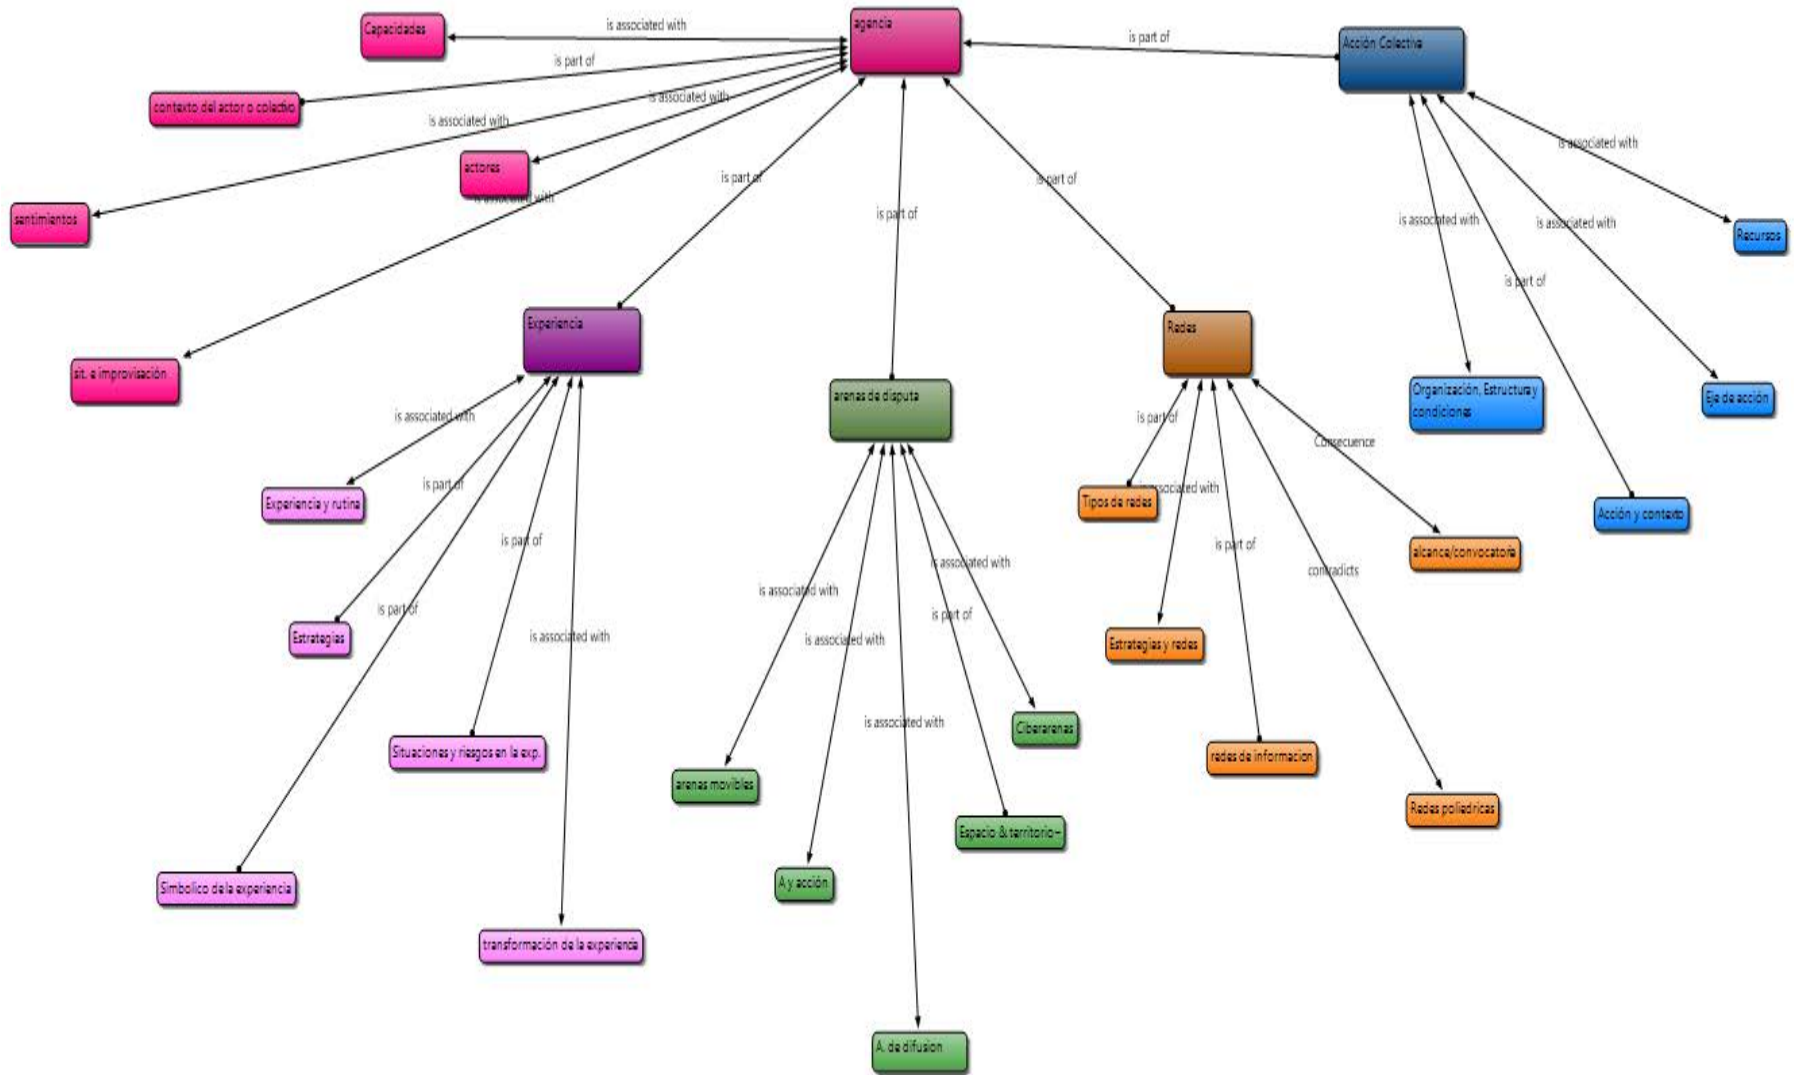 agencia
Capacidades
is associated with
is part of
Acción Colectiva
is part of
contexto del actor o colectivo
is associated with
is associated with
actores
is associated with
sentimientos
sit. e improvisación
is part of
is part of
is part of
is associated with
is associated with
is associated with
is part of
Recursos
Experiencia
arenas de disputa
Redes
Organización, Estructura y
condiciones
Eje de acción
Acción y contexto
is associated with
Experiencia y rutina
is part of
Estrategias
is part of
is part of
is associated with
Situaciones y riesgos en la exp.
Simbolico de la experiencia
transformación de la experiencia
is associated with
is associated with
is associated with
is part of
is associated with
arenas movibles
A y acción
A. de difusion
Espacio & territorio~
Ciberarenas
is part of
Tipos de redes
is associated with
is part of
contradicts
Consecuence
alcance/convocatoria
Estrategias y redes
redes de informacion
Redes poliedricas